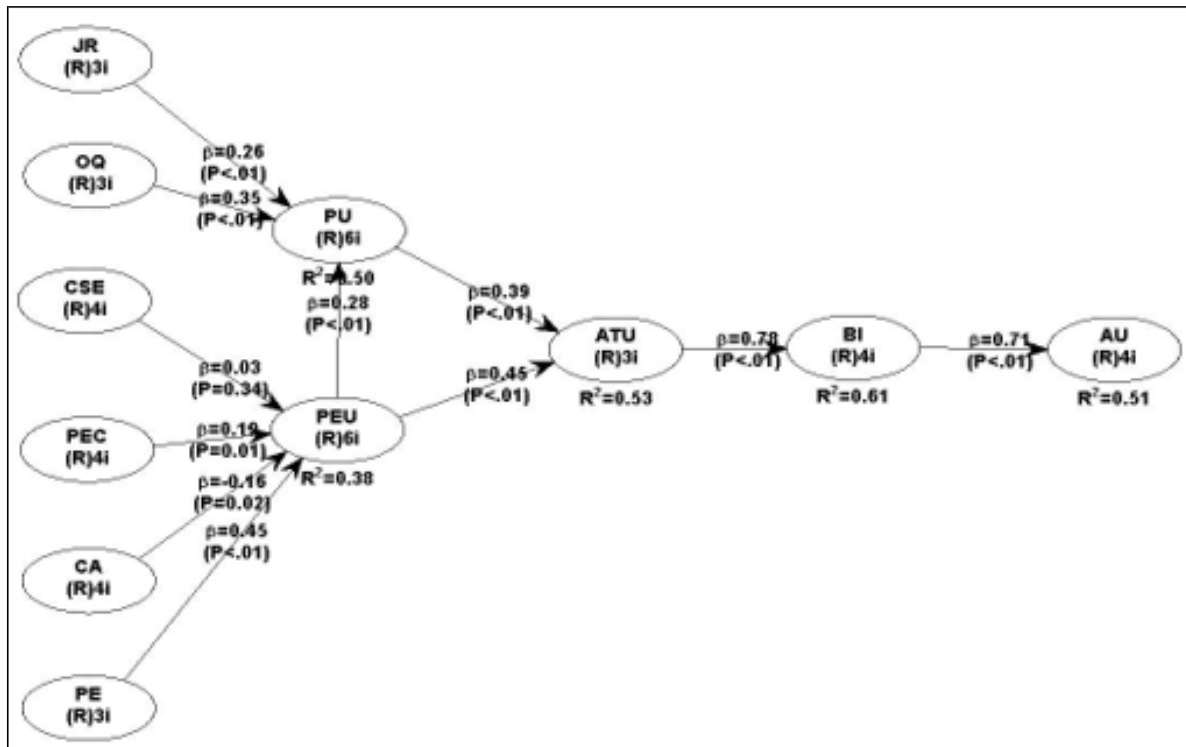 JR
(R)3i
β=0.26
(P<.01)
OQ
(R)3i
β=0.35
(P<.01)
PU
(R)6i
R²=0.50
CSE
(R)4i
β=0.28
(P<.01)
β=0.39
(P<.01)
ATU
(R)3i
R²=0.53
β=0.78
(P<.01)
BI
(R)4i
R²=0.61
β=0.71
(P<.01)
AU
(R)4i
R²=0.51
β=0.03
(P=0.34)
β=0.45
(P<.01)
PEU
(R)6i
R²=0.38
PEC
(R)4i
β=0.19
(P=0.01)
β=-0.16
(P=0.02)
β=0.45
(P<.01)
CA
(R)4i
PE
(R)3i